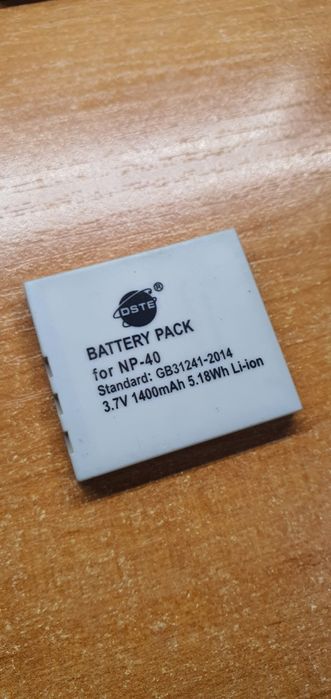 DSTE®
BATTERY PACK
for NP-40
Standard: GB31241-2014
3.7V 1400mAh 5.18Wh Li-ion